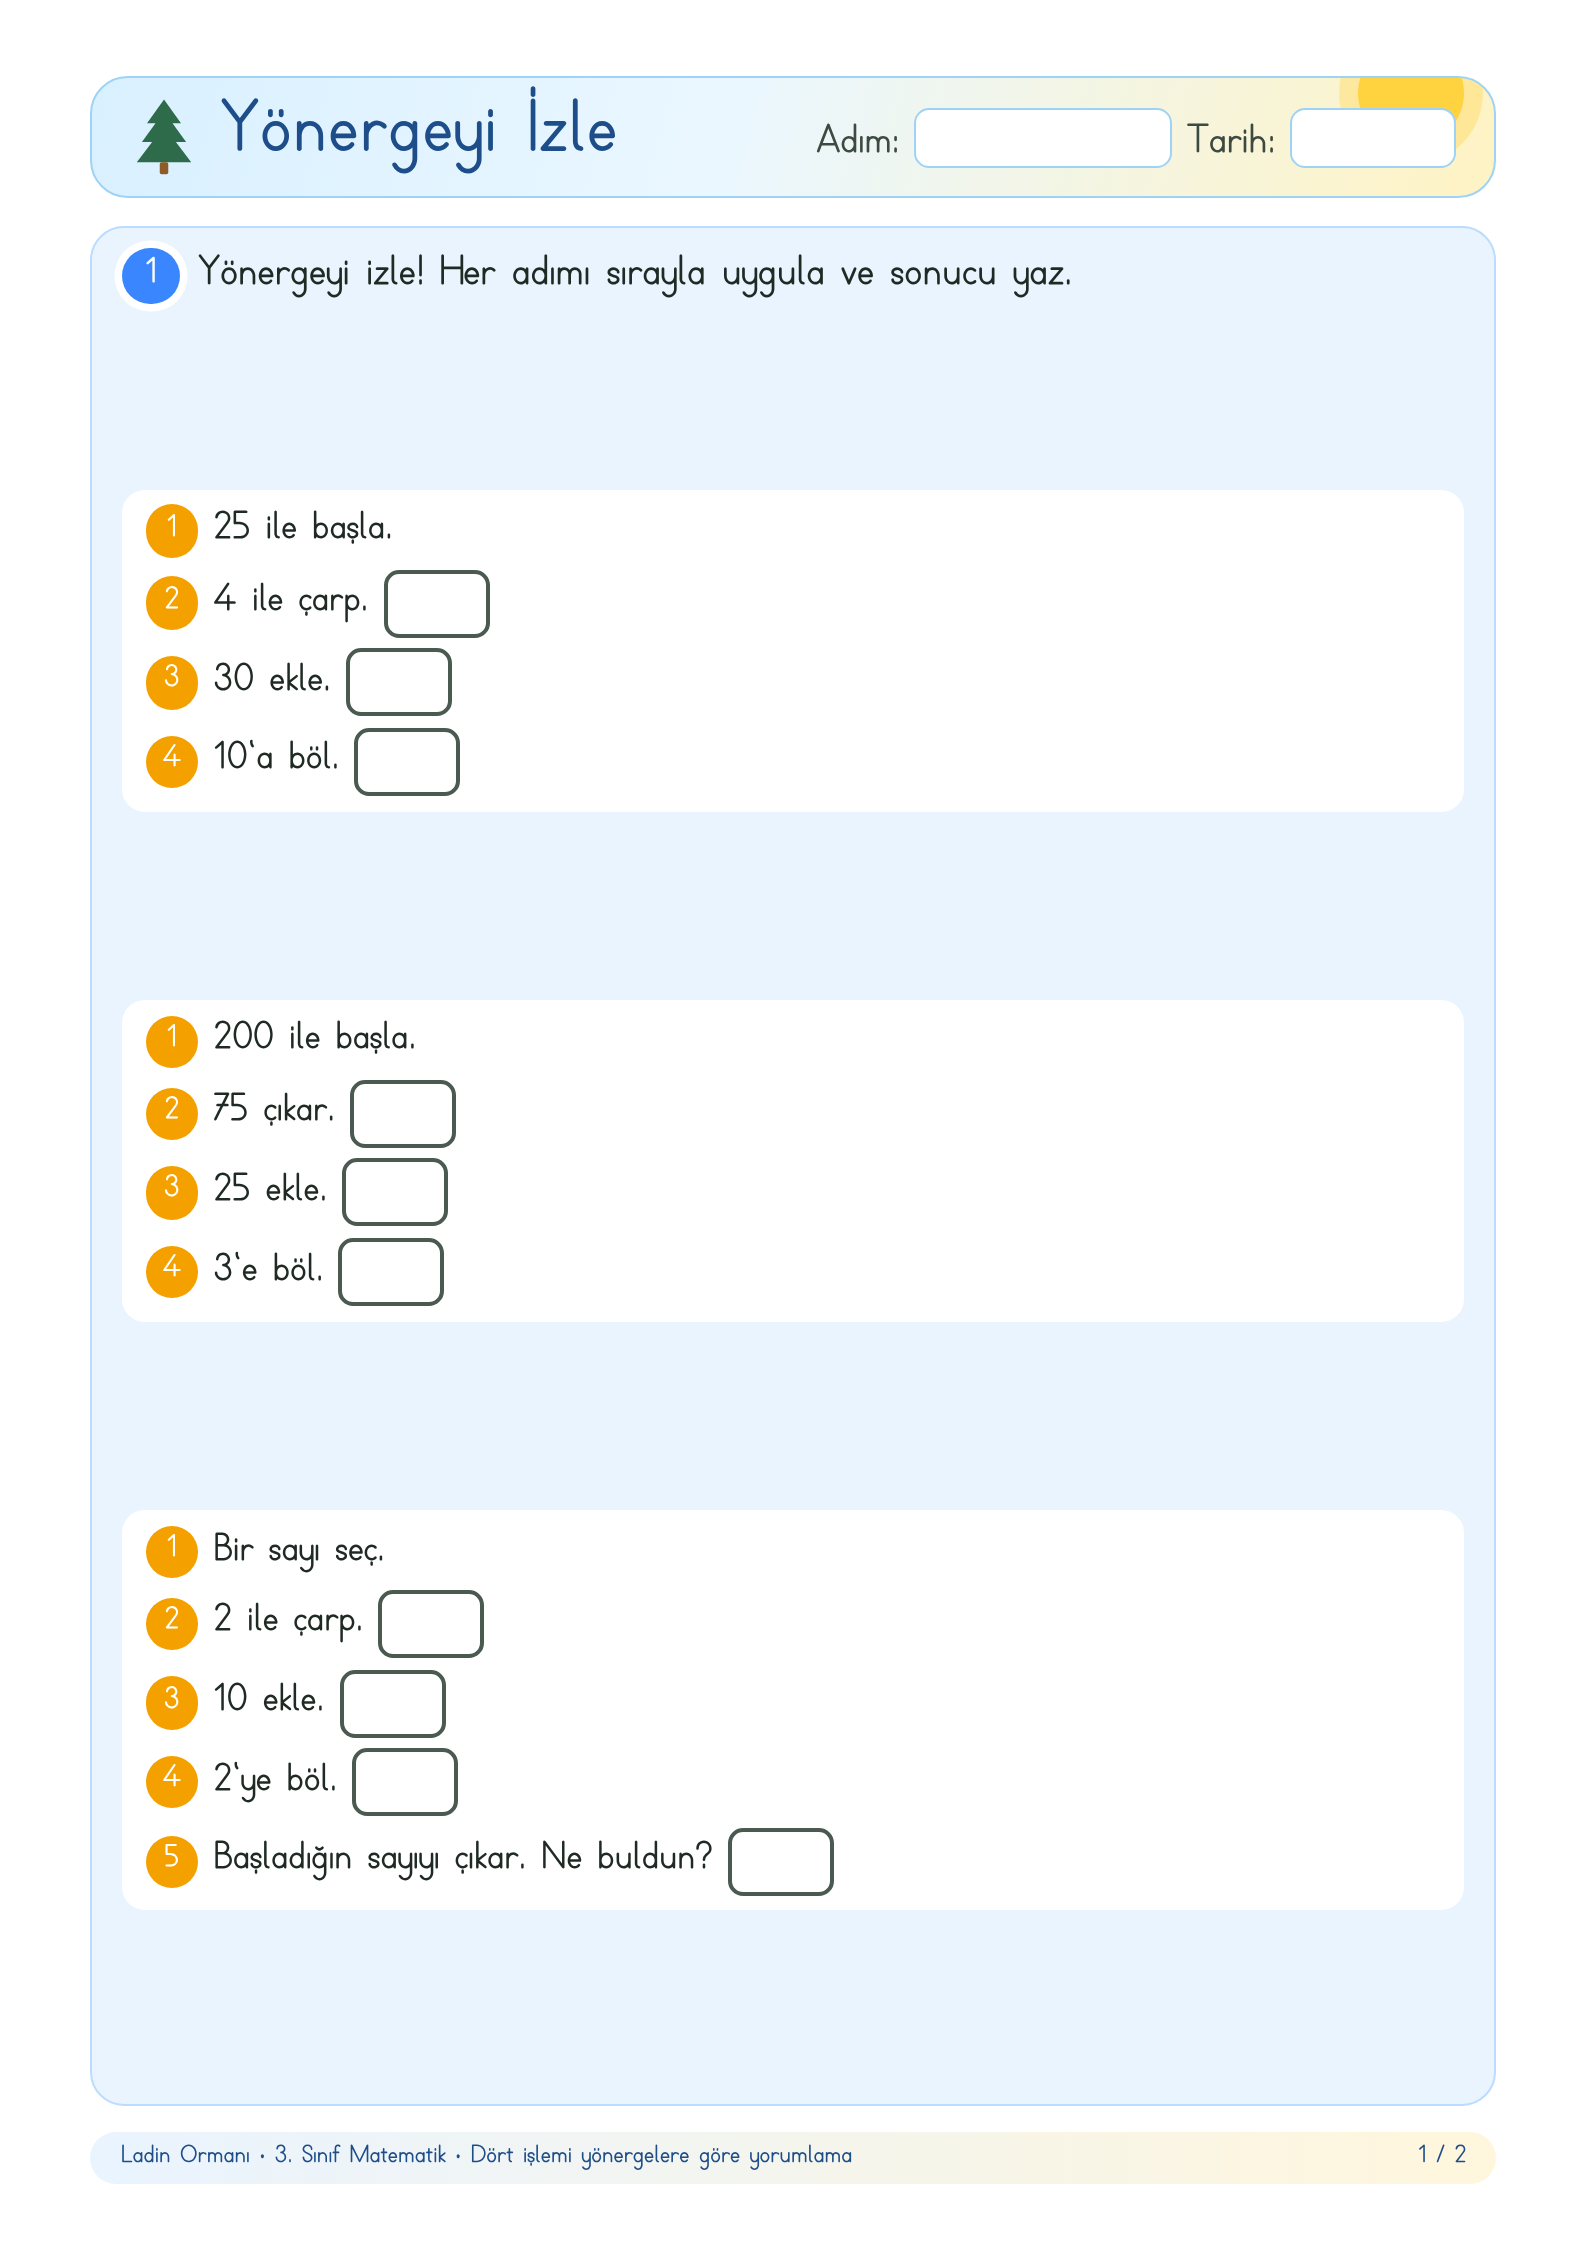 Yönergeyi İzle
Adım:
Tarih:
1
Yönergeyi izle! Her adımı sırayla uygula ve sonucu yaz.
1 25 ile başla.
2 4 ile çarp.
3 30 ekle.
4 10'a böl.
1 200 ile başla.
2 75 çıkar.
3 25 ekle.
4 3'e böl.
1 Bir sayı seç.
2 2 ile çarp.
3 10 ekle.
4 2'ye böl.
5 Başladığın sayıyı çıkar. Ne buldun?
Ladin Ormanı • 3. Sınıf Matematik • Dört işlemi yönergelere göre yorumlama
1 / 2